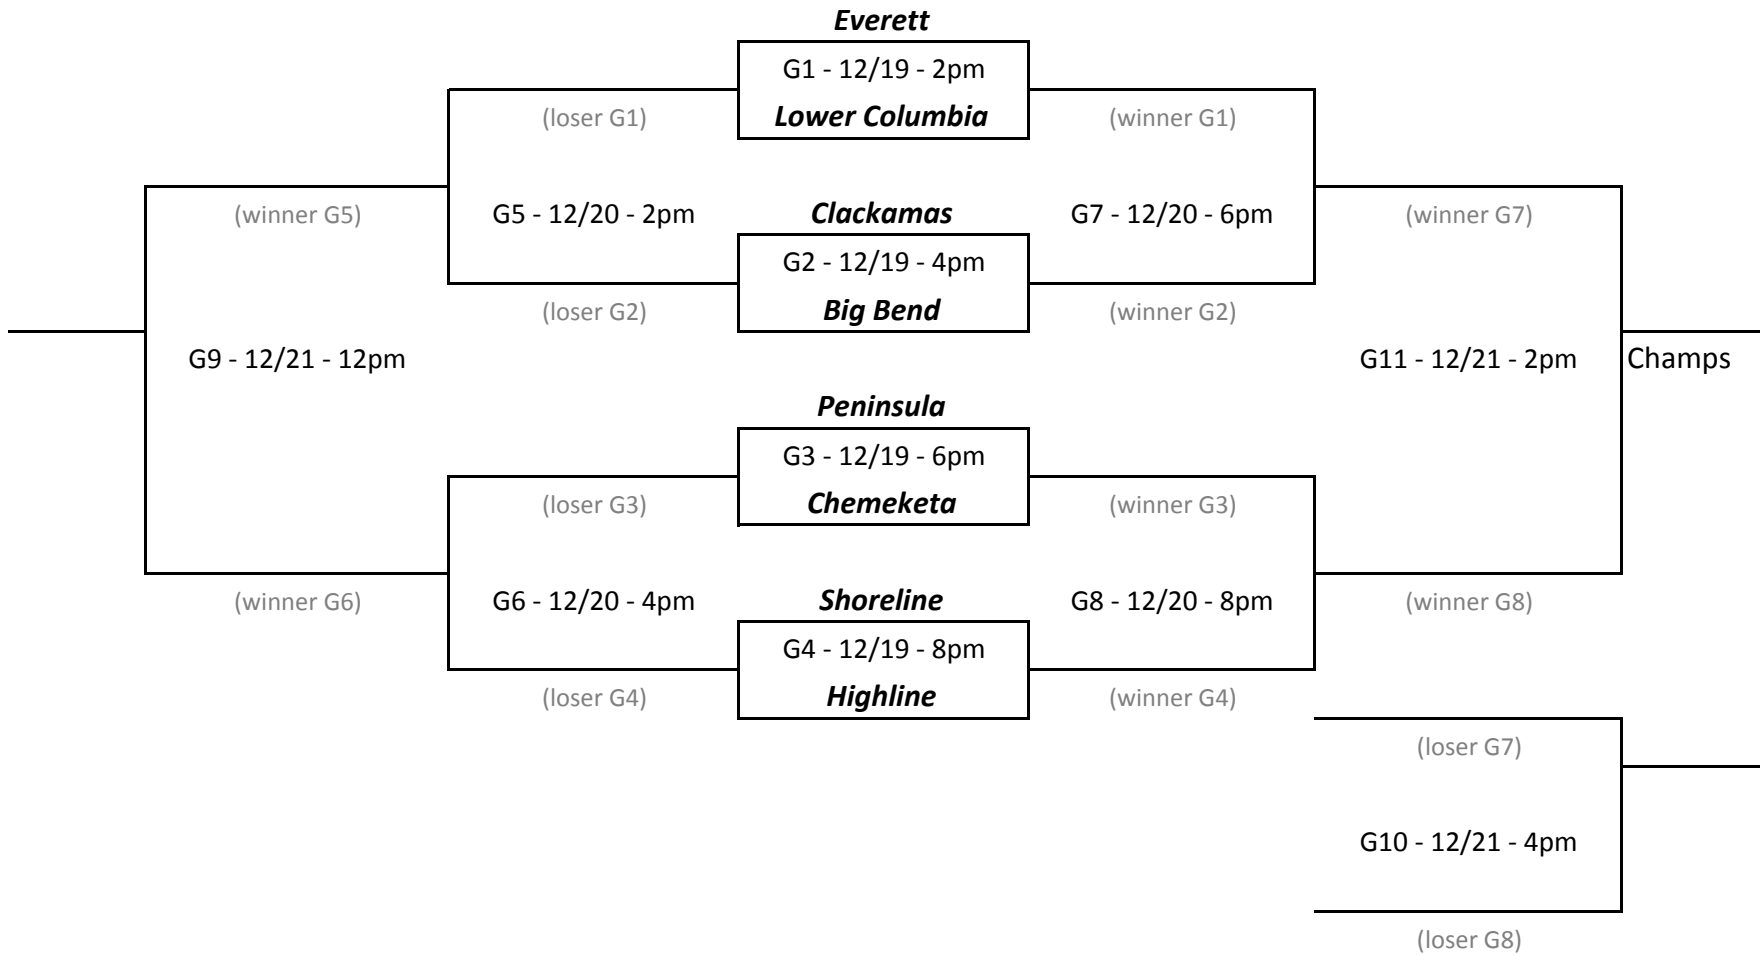 Everett
G1 - 12/19 - 2pm
(loser G1)
Lower Columbia
(winner G1)
(winner G5)
G5 - 12/20 - 2pm
Clackamas
G7 - 12/20 - 6pm
(winner G7)
G2 - 12/19 - 4pm
(loser G2)
Big Bend
(winner G2)
G9 - 12/21 - 12pm
G11 - 12/21 - 2pm
Champs
Peninsula
G3 - 12/19 - 6pm
(loser G3)
Chemeketa
(winner G3)
(winner G6)
G6 - 12/20 - 4pm
Shoreline
G8 - 12/20 - 8pm
(winner G8)
G4 - 12/19 - 8pm
(loser G4)
Highline
(winner G4)
(loser G7)
G10 - 12/21 - 4pm
(loser G8)